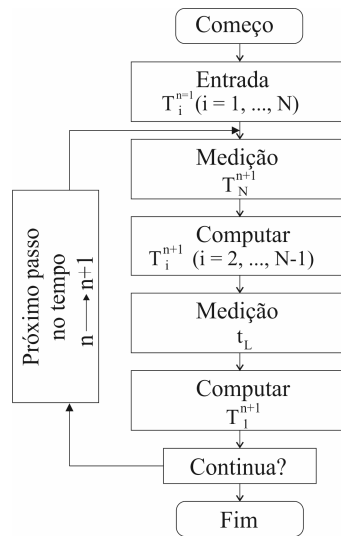 Começo
Entrada
T_i^{n=1} (i = 1, ..., N)
Medição
T_N^{n+1}
Computar
T_i^{n+1} (i = 2, ..., N-1)
Medição
t_L
Computar
T_1^{n+1}
Continua?
Fim
Próximo passo
no tempo
n ⟶ n+1